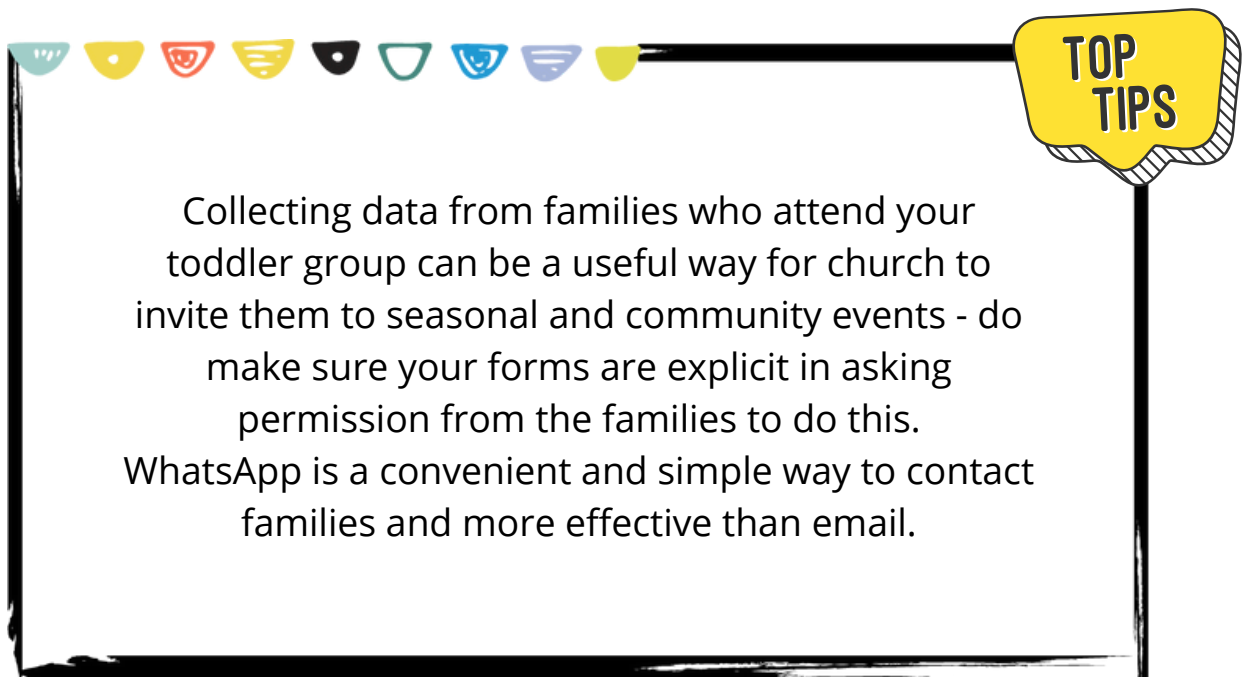 TOP
TIPS
Collecting data from families who attend your
toddler group can be a useful way for church to
invite them to seasonal and community events - do
make sure your forms are explicit in asking
permission from the families to do this.
WhatsApp is a convenient and simple way to contact
families and more effective than email.